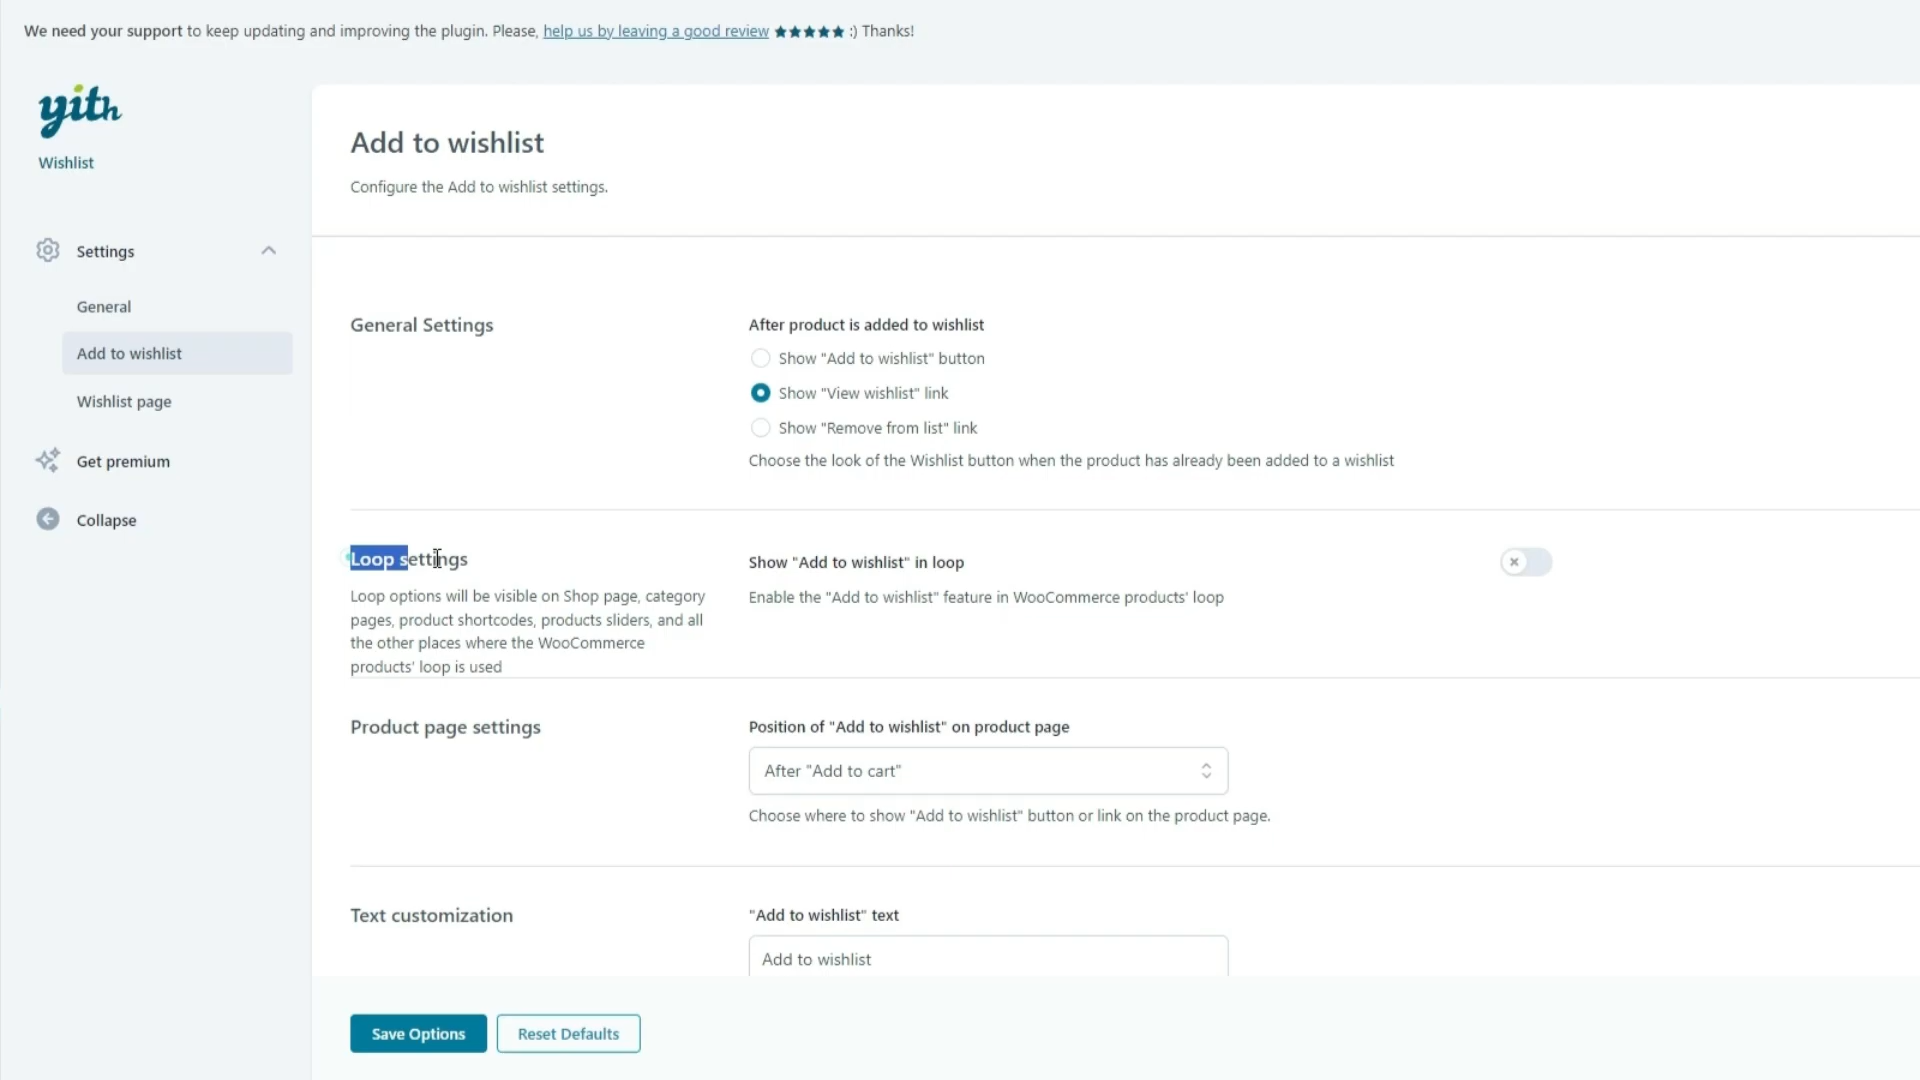 We need your support to keep updating and improving the plugin. Please, help us by leaving a good review ★★★★★ :) Thanks!
yith
Wishlist
Settings
General
Add to wishlist
Wishlist page
Get premium
Collapse
Add to wishlist
Configure the Add to wishlist settings.
General Settings
After product is added to wishlist
Show "Add to wishlist" button
Show "View wishlist" link
Show "Remove from list" link
Choose the look of the Wishlist button when the product has already been added to a wishlist
Loop settings
Loop options will be visible on Shop page, category
pages, product shortcodes, products sliders, and all
the other places where the WooCommerce
products' loop is used
Show "Add to wishlist" in loop
Enable the "Add to wishlist" feature in WooCommerce products' loop
Product page settings
Position of "Add to wishlist" on product page
After "Add to cart"
Choose where to show "Add to wishlist" button or link on the product page.
Text customization
"Add to wishlist" text
Add to wishlist
Save Options
Reset Defaults